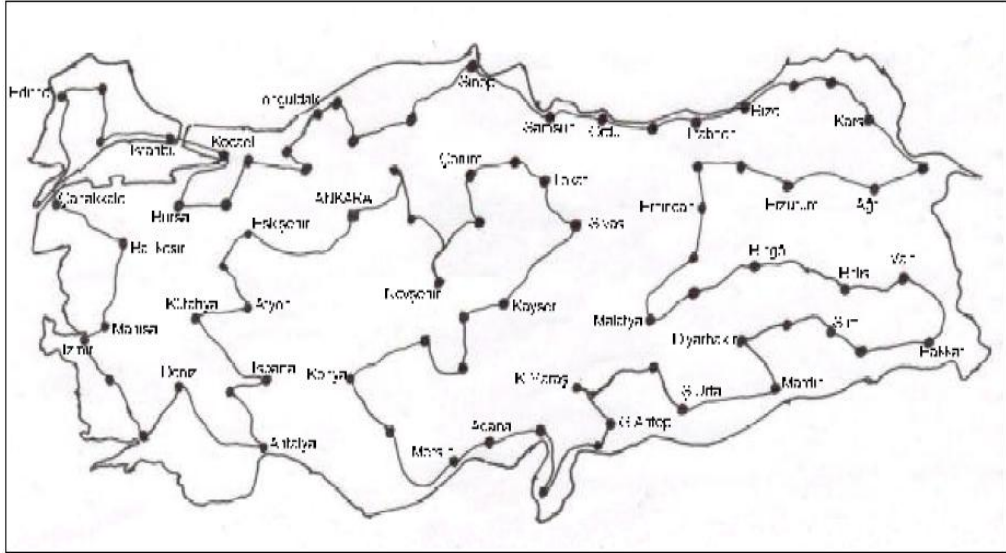 Sinop
Edirne
Zonguldak
Rize
Samsun
Ordu
Trabzon
Kars
İstanbul
Kocaeli
Çorum
Tokat
Çanakkale
Bursa
ANKARA
Erzincan
Erzurum
Ağrı
Eskişehir
Sivas
Balıkesir
Bingöl
Bitlis
Van
Nevşehir
Kütahya
Afyon
Kayseri
Malatya
Manisa
İzmir
Diyarbakır
Siirt
Hakkari
Deniz
Isparta
Konya
K.Maraş
Ş.Urfa
Mardin
G.Antep
Adana
Antalya
Mersin